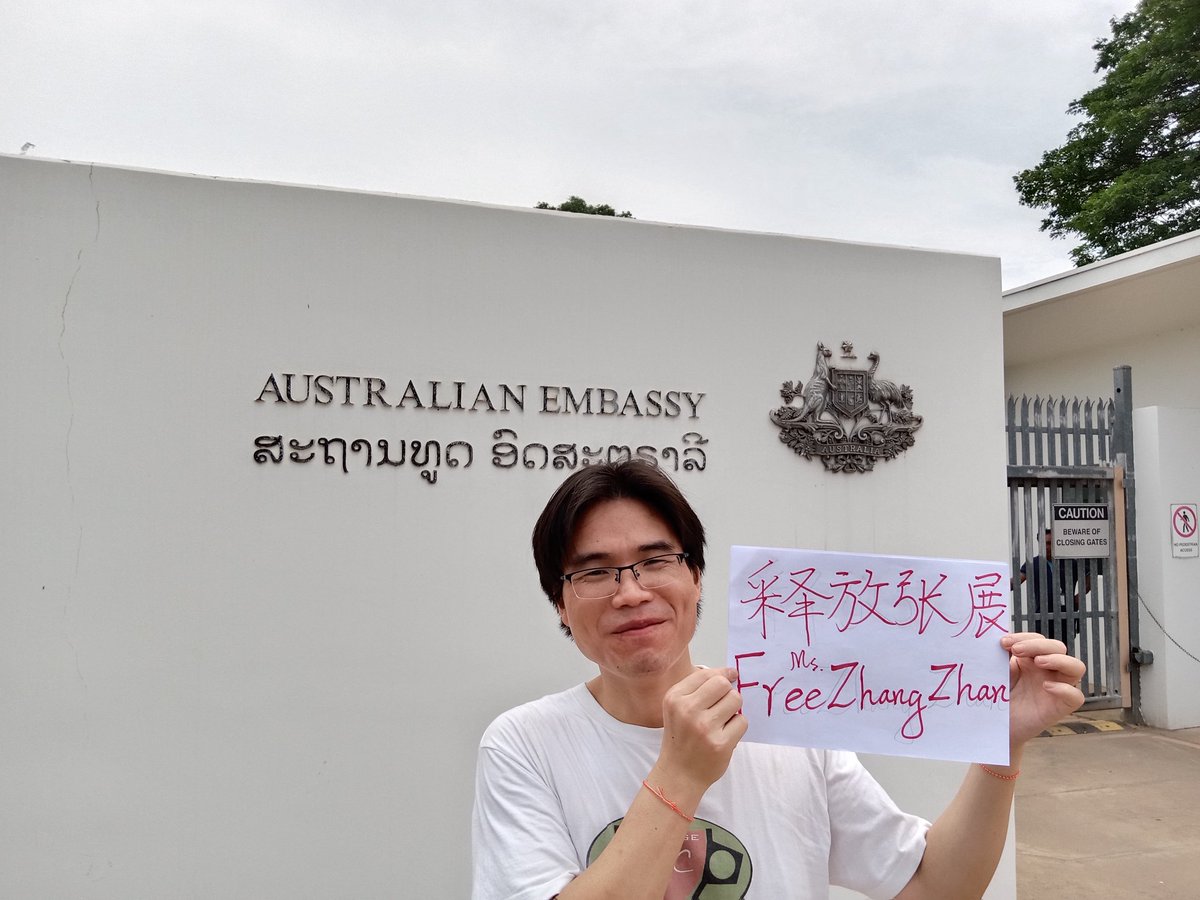 AUSTRALIAN EMBASSY
ສະຖານທູດ ອົດສະຕຣາລີ
AUSTRALIA
释放张展
Ms.
Free Zhang Zhan
CAUTION
BEWARE OF
CLOSING GATES
NO PEDESTRIAN
ACCESS